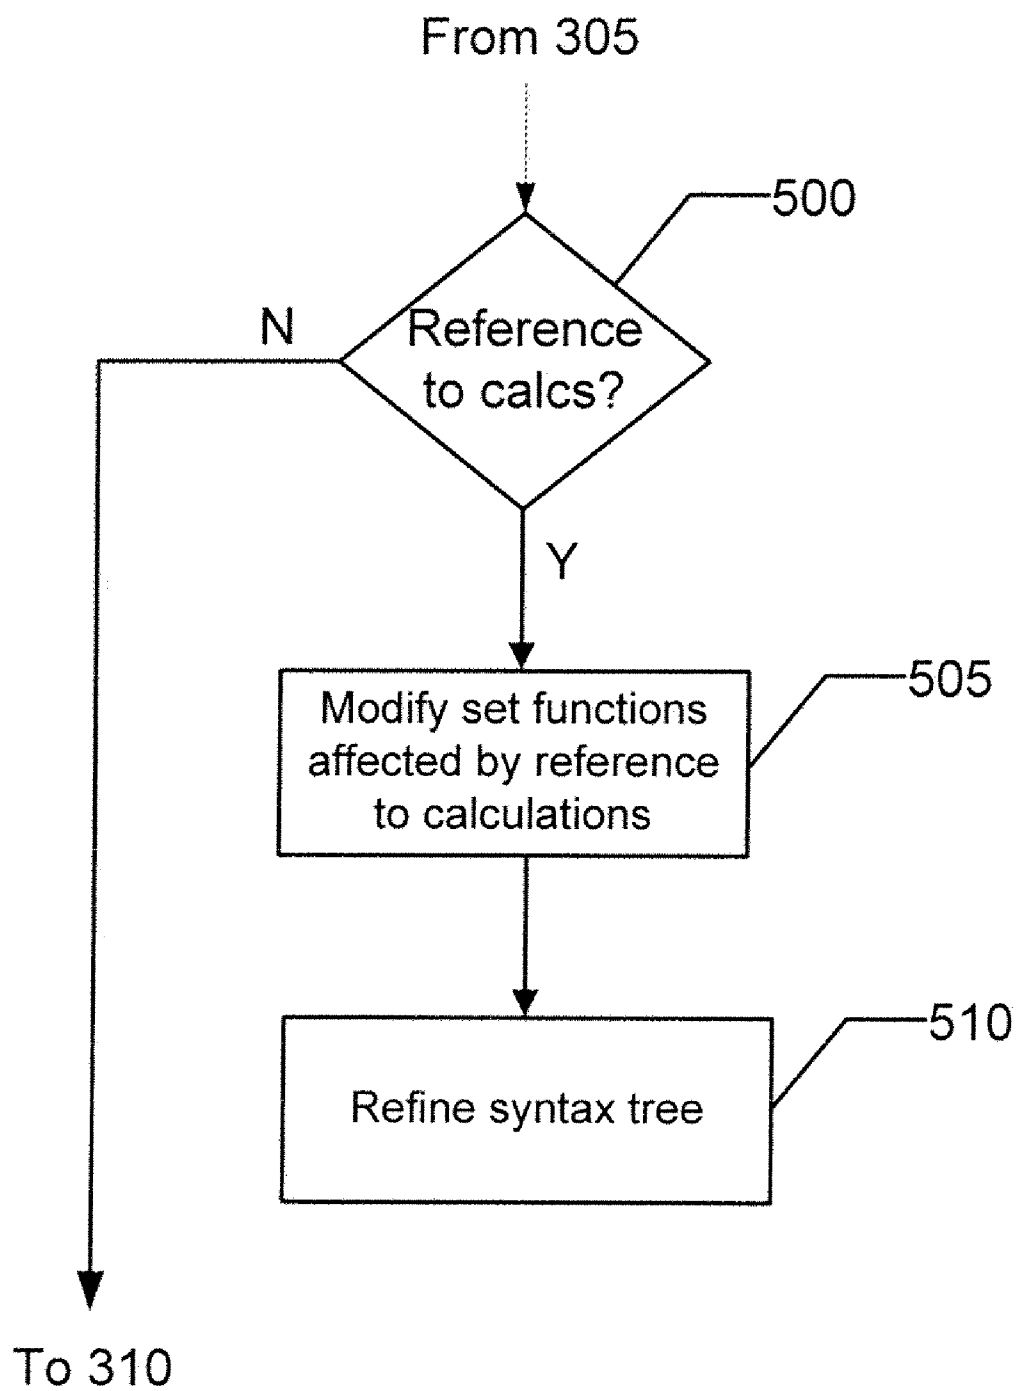 From 305
500
N
Reference
to calcs?
Y
505
Modify set functions
affected by reference
to calculations
510
Refine syntax tree
To 310